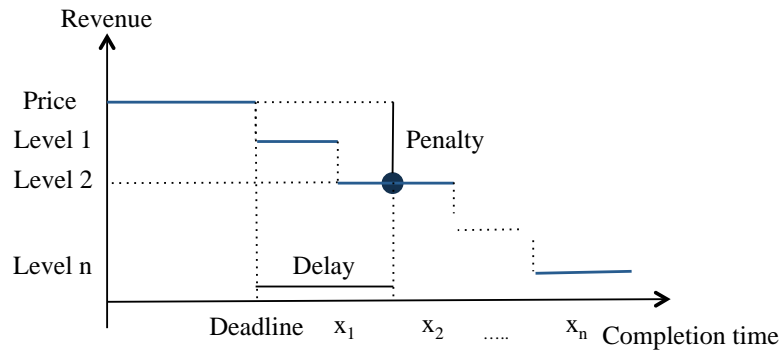 Revenue
Price
Level 1
Penalty
Level 2
Level n
Delay
Deadline x₁ x₂ ..... xₙ Completion time